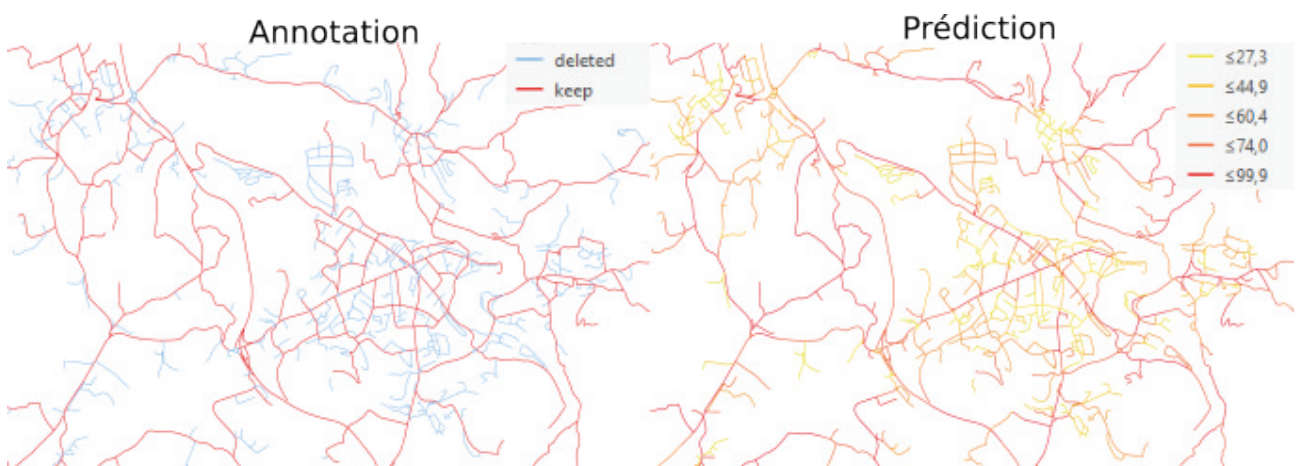 Annotation
deleted
keep
Prédiction
≤27,3
≤44,9
≤60,4
≤74,0
≤99,9